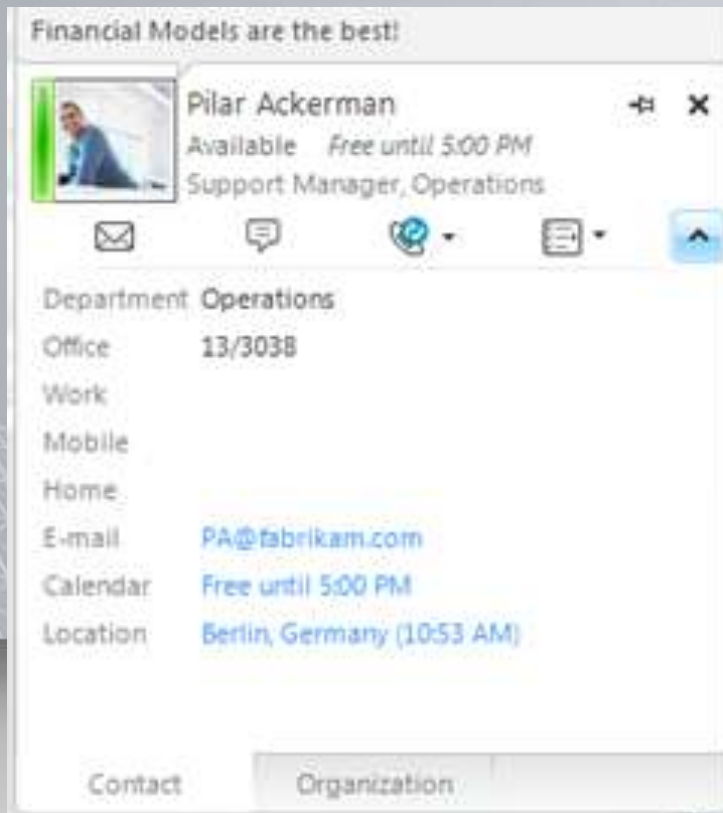 Financial Models are the best!
Pilar Ackerman
Available Free until 5:00 PM
Support Manager, Operations
Department Operations
Office 13/3038
Work
Mobile
Home
E-mail PA@fabrikam.com
Calendar Free until 5:00 PM
Location Berlin, Germany (10:53 AM)
Contact Organization